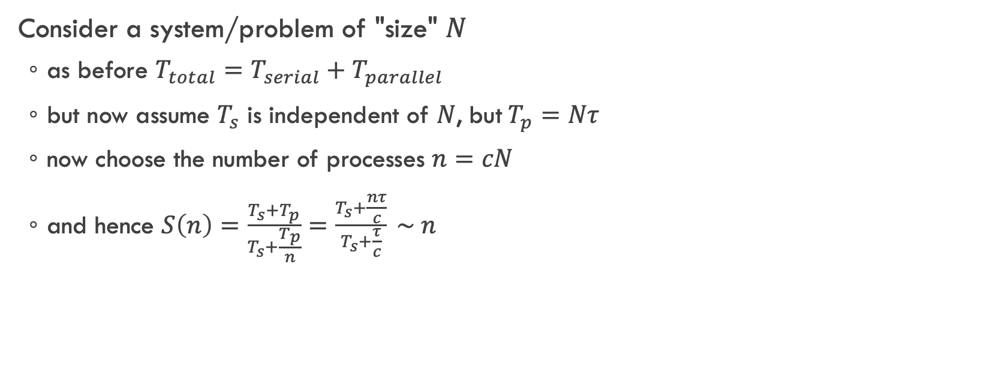 Consider a system/problem of "size" $N$
◦ as before $T_{total} = T_{serial} + T_{parallel}$
◦ but now assume $T_s$ is independent of $N$, but $T_p = N\tau$
◦ now choose the number of processes $n = cN$
◦ and hence $S(n) = \frac{T_s+T_p}{T_s+\frac{T_p}{n}} = \frac{T_s+\frac{n\tau}{c}}{T_s+\frac{\tau}{c}} \sim n$